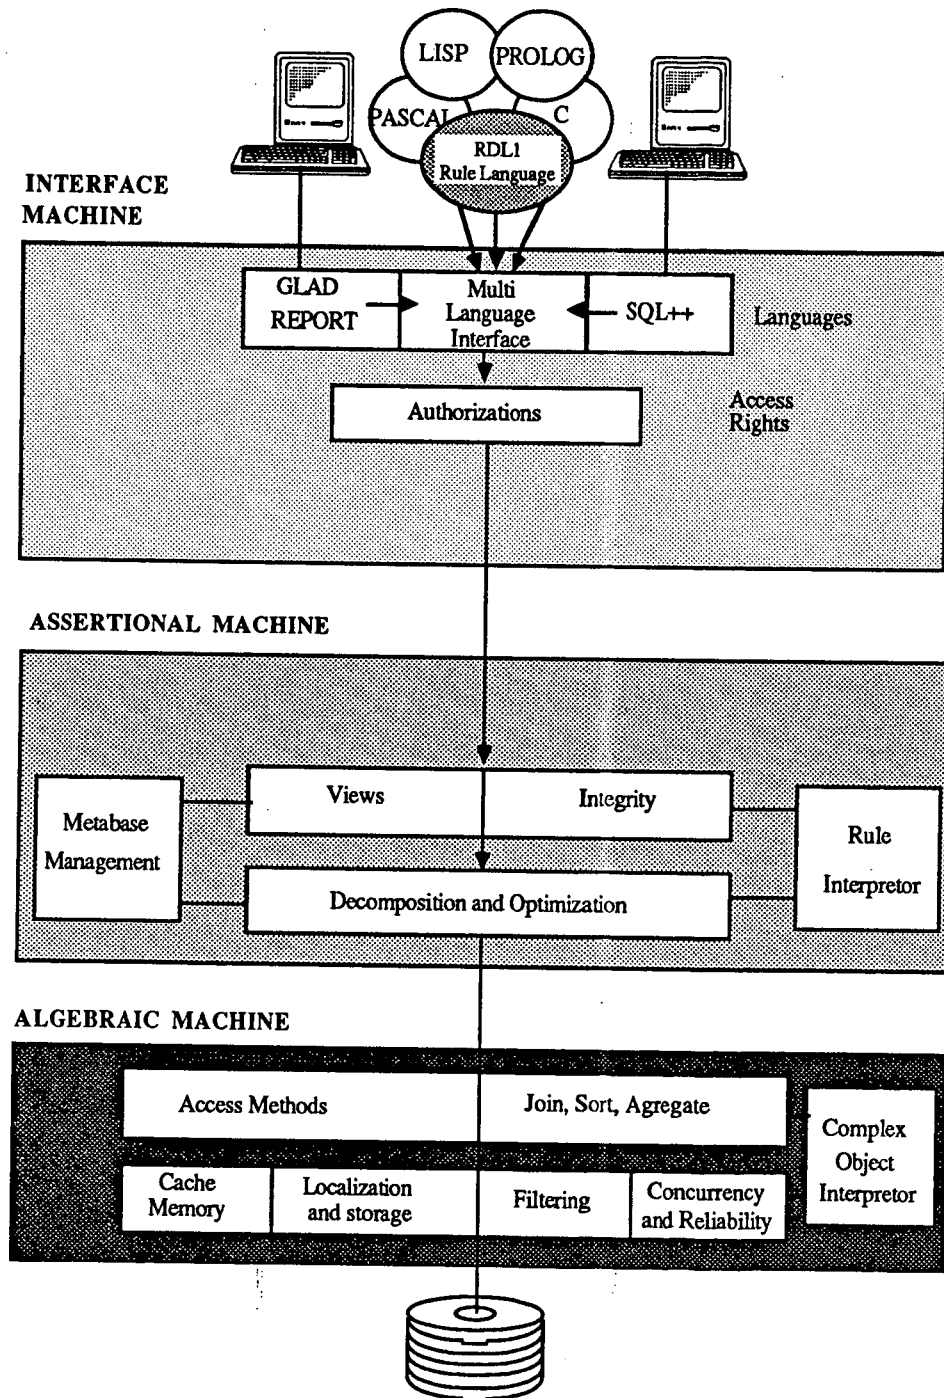 LISP
PROLOG
PASCAL
C
RDL1
Rule Language
INTERFACE
MACHINE
GLAD
REPORT
Multi
Language
Interface
SQL++
Languages
Authorizations
Access
Rights
ASSERTIONAL MACHINE
Metabase
Management
Views
Integrity
Rule
Interpretor
Decomposition and Optimization
ALGEBRAIC MACHINE
Access Methods
Join, Sort, Agregate
Complex
Object
Interpretor
Cache
Memory
Localization
and storage
Filtering
Concurrency
and Reliability